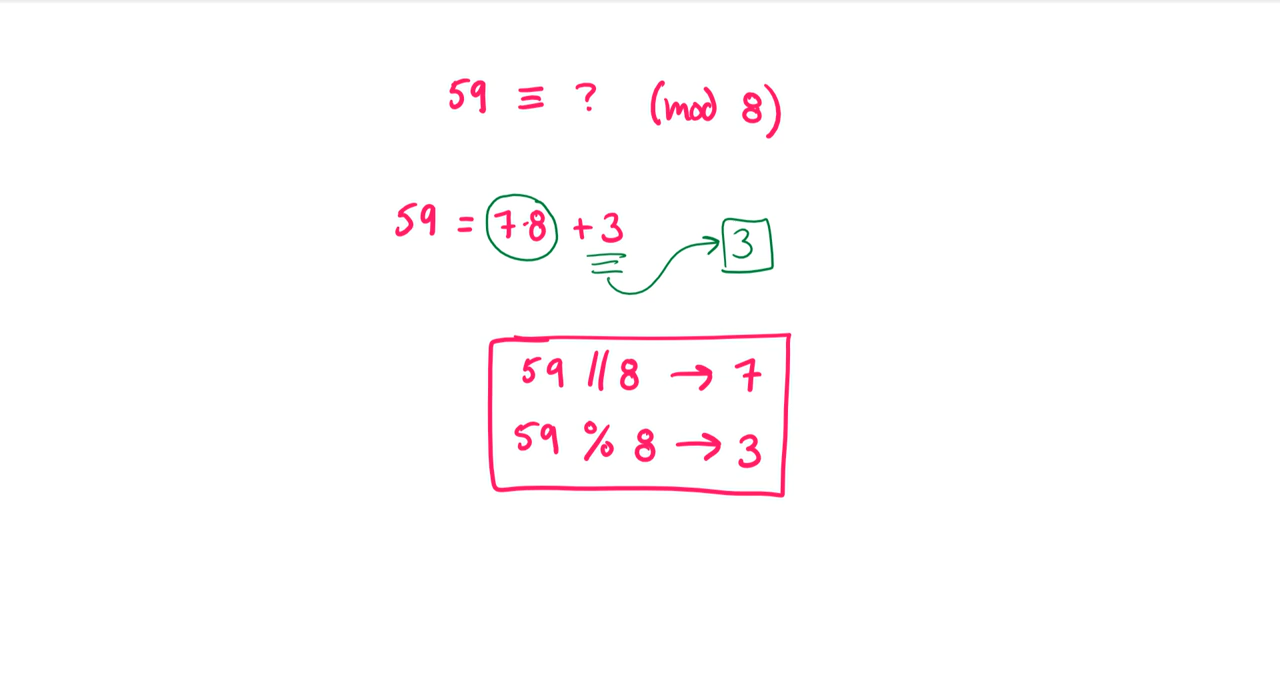 59 ≡ ? (mod 8)
59 = 7·8 + 3 → 3
59 // 8 → 7
59 % 8 → 3